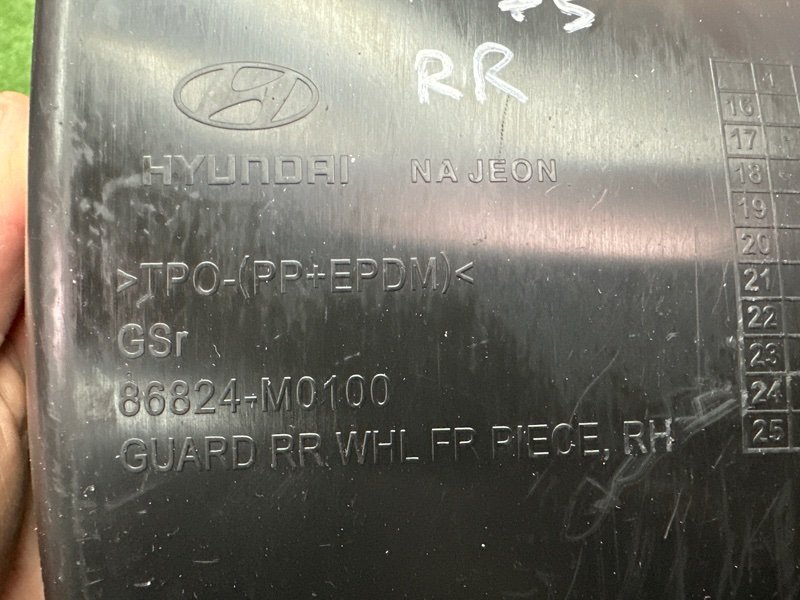 75
RR
HYUNDAI NA JEON
>TPO-(PP+EPDM)<
GSr
86824-M0100
GUARD RR WHL FR PIECE, RH
16
17
18
19
20
21
22
23
24
25